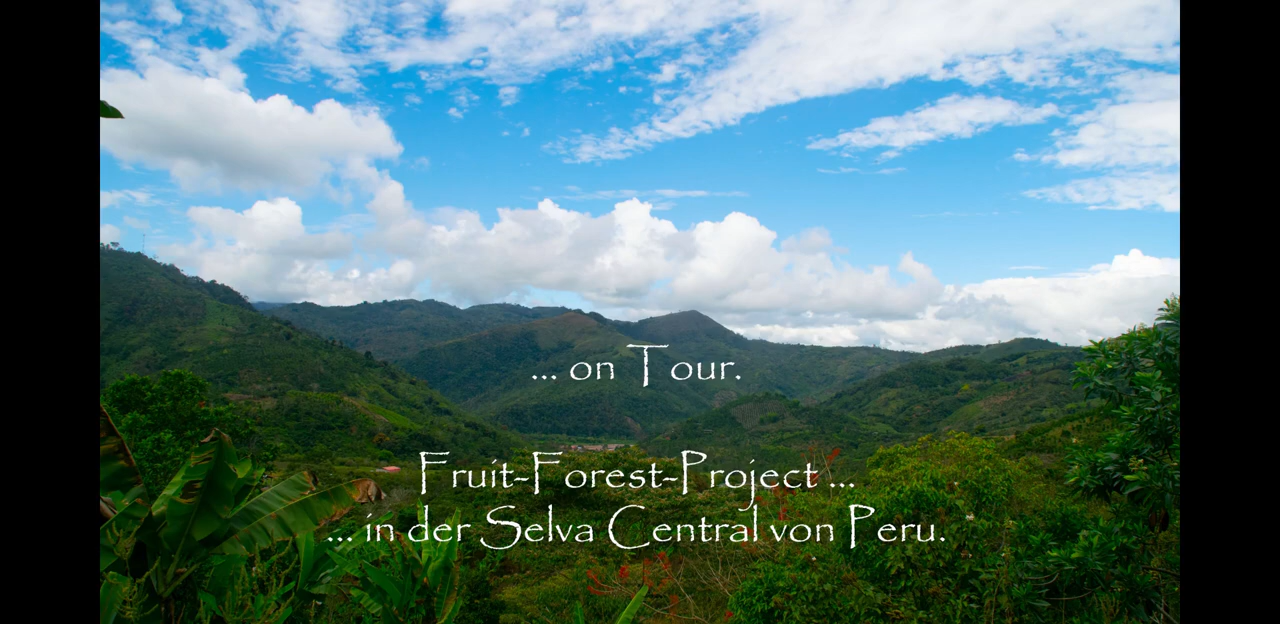 ... on Tour.
Fruit-Forest-Project ...
... in der Selva Central von Peru.